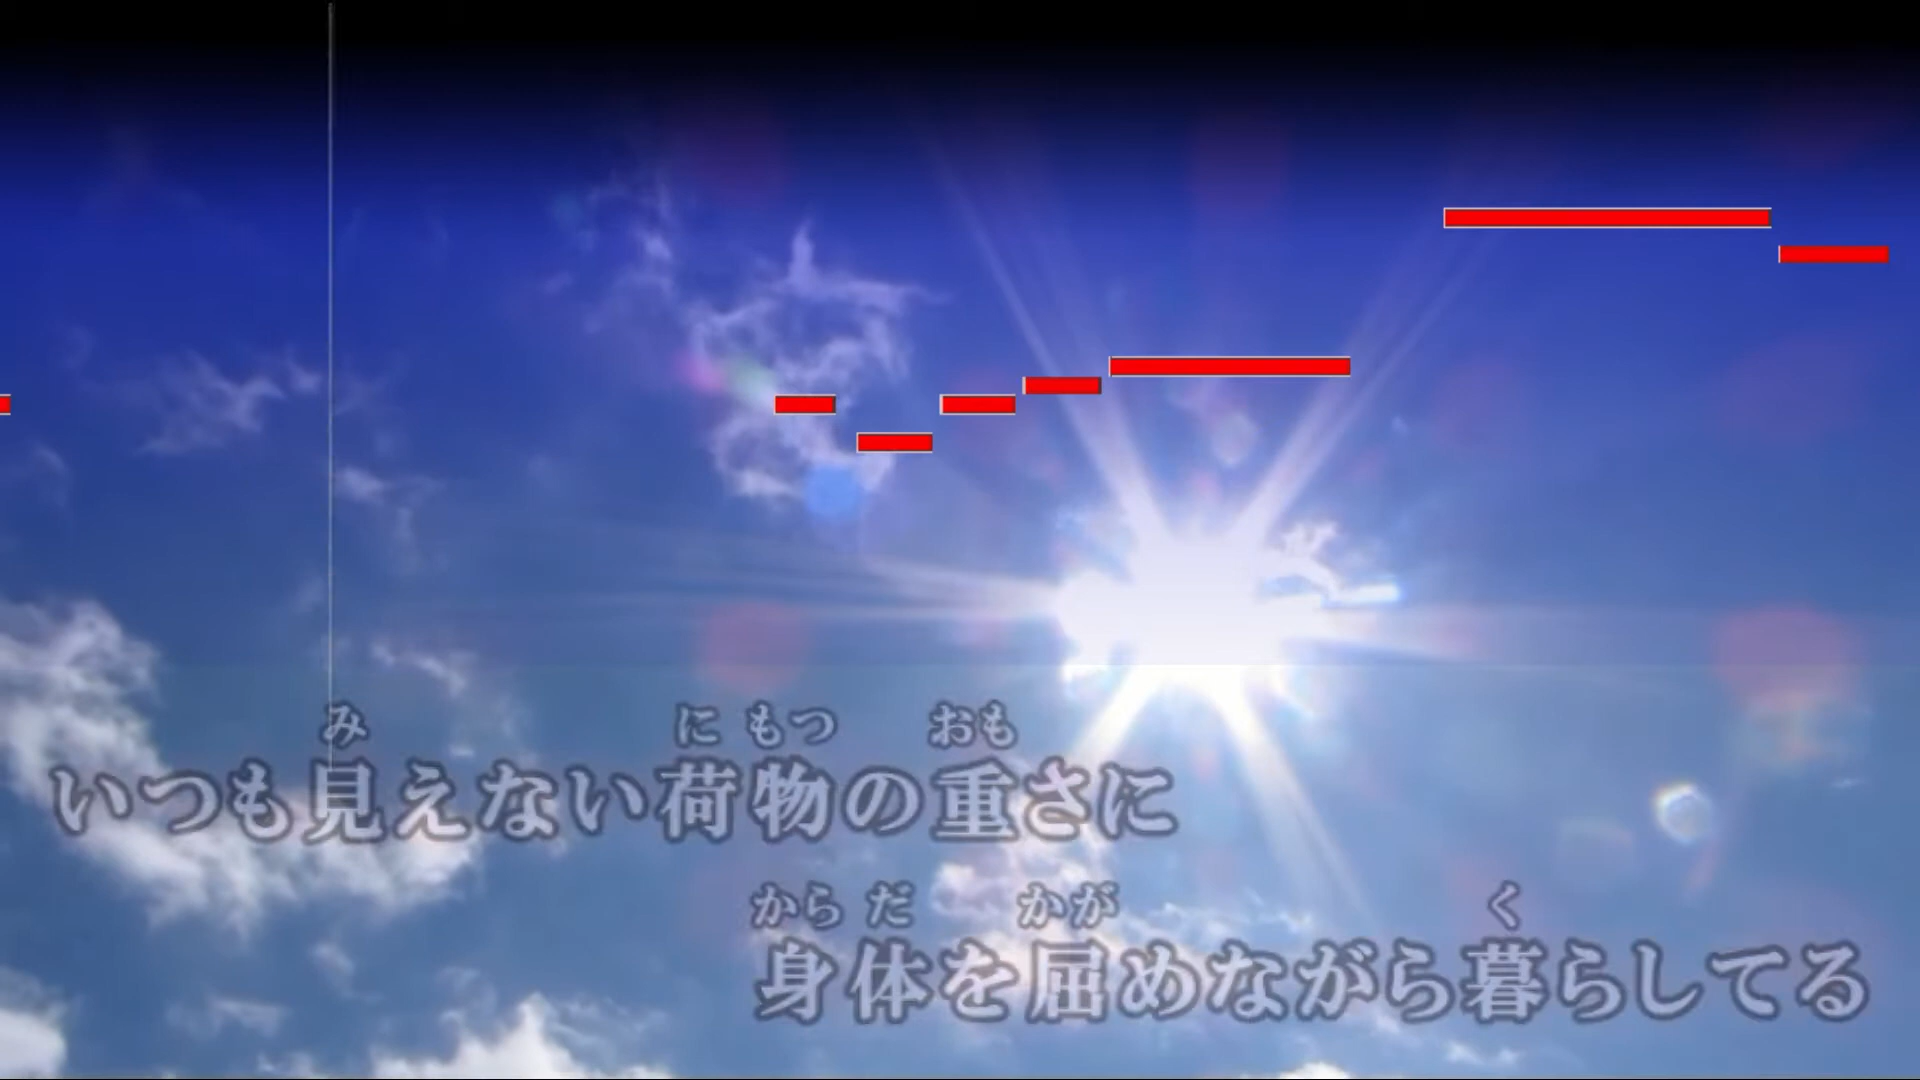 み に もつ おも
いつも見えない荷物の重さに
から だ かが く
身体を屈めながら暮らしてる